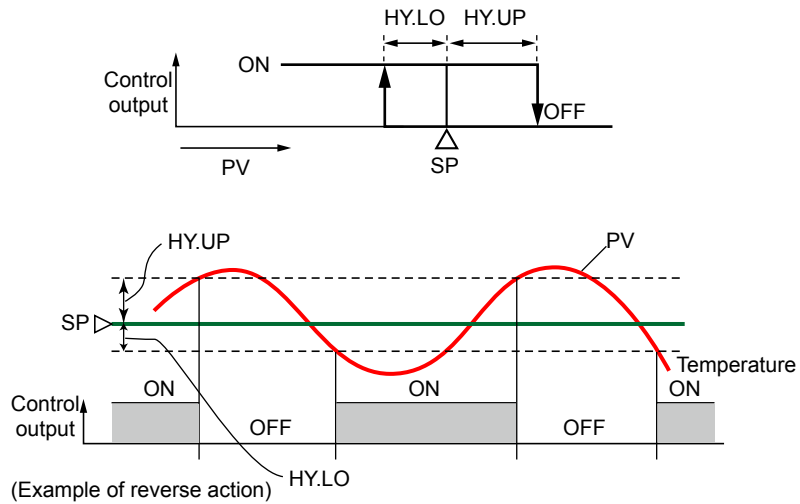 HY.LO HY.UP
ON
Control
output
OFF
PV
SP
HY.UP
PV
SP
Temperature
ON ON ON
Control
output
OFF OFF
HY.LO
(Example of reverse action)